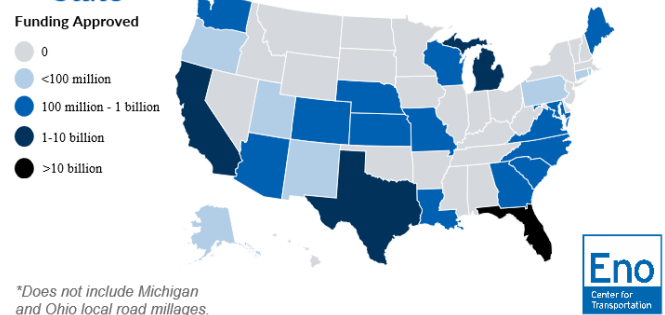 State
Funding Approved
0
<100 million
100 million - 1 billion
1-10 billion
>10 billion
*Does not include Michigan
and Ohio local road millages.
Eno
Center for
Transportation